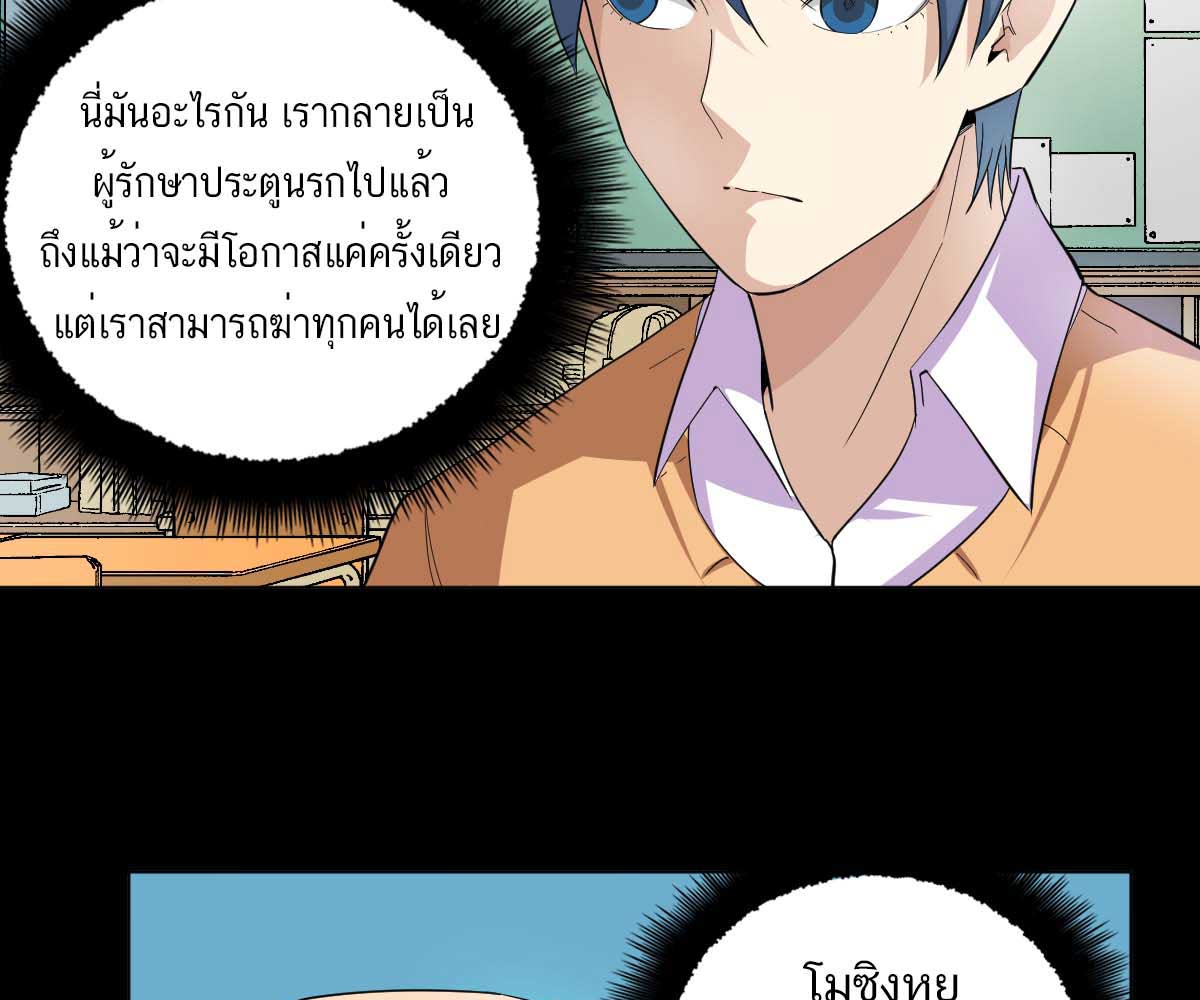 นี่มันอะไรกัน เรากลายเป็น
ผู้รักษาประตูนรกไปแล้ว
ถึงแม้ว่าจะมีโอกาสแค่ครั้งเดียว
แต่เราสามารถฆ่าทุกคนได้เลย
โมซิงหย